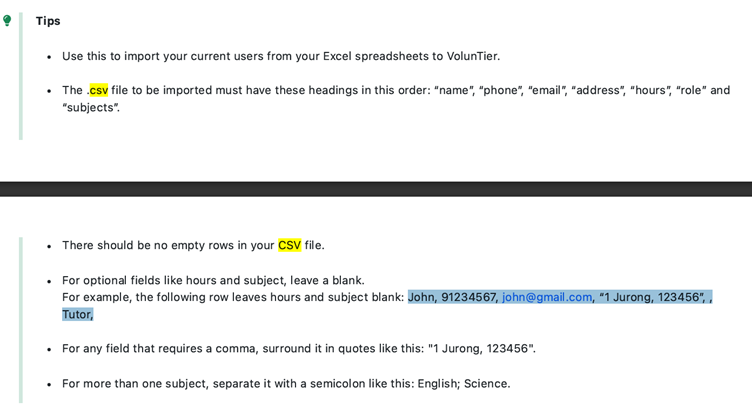 Tips
• Use this to import your current users from your Excel spreadsheets to VolunTier.
• The .csv file to be imported must have these headings in this order: “name”, “phone”, “email”, “address”, “hours”, “role” and
“subjects”.
• There should be no empty rows in your CSV file.
• For optional fields like hours and subject, leave a blank.
For example, the following row leaves hours and subject blank: John, 91234567, john@gmail.com, “1 Jurong, 123456”, ,
Tutor,
• For any field that requires a comma, surround it in quotes like this: "1 Jurong, 123456".
• For more than one subject, separate it with a semicolon like this: English; Science.